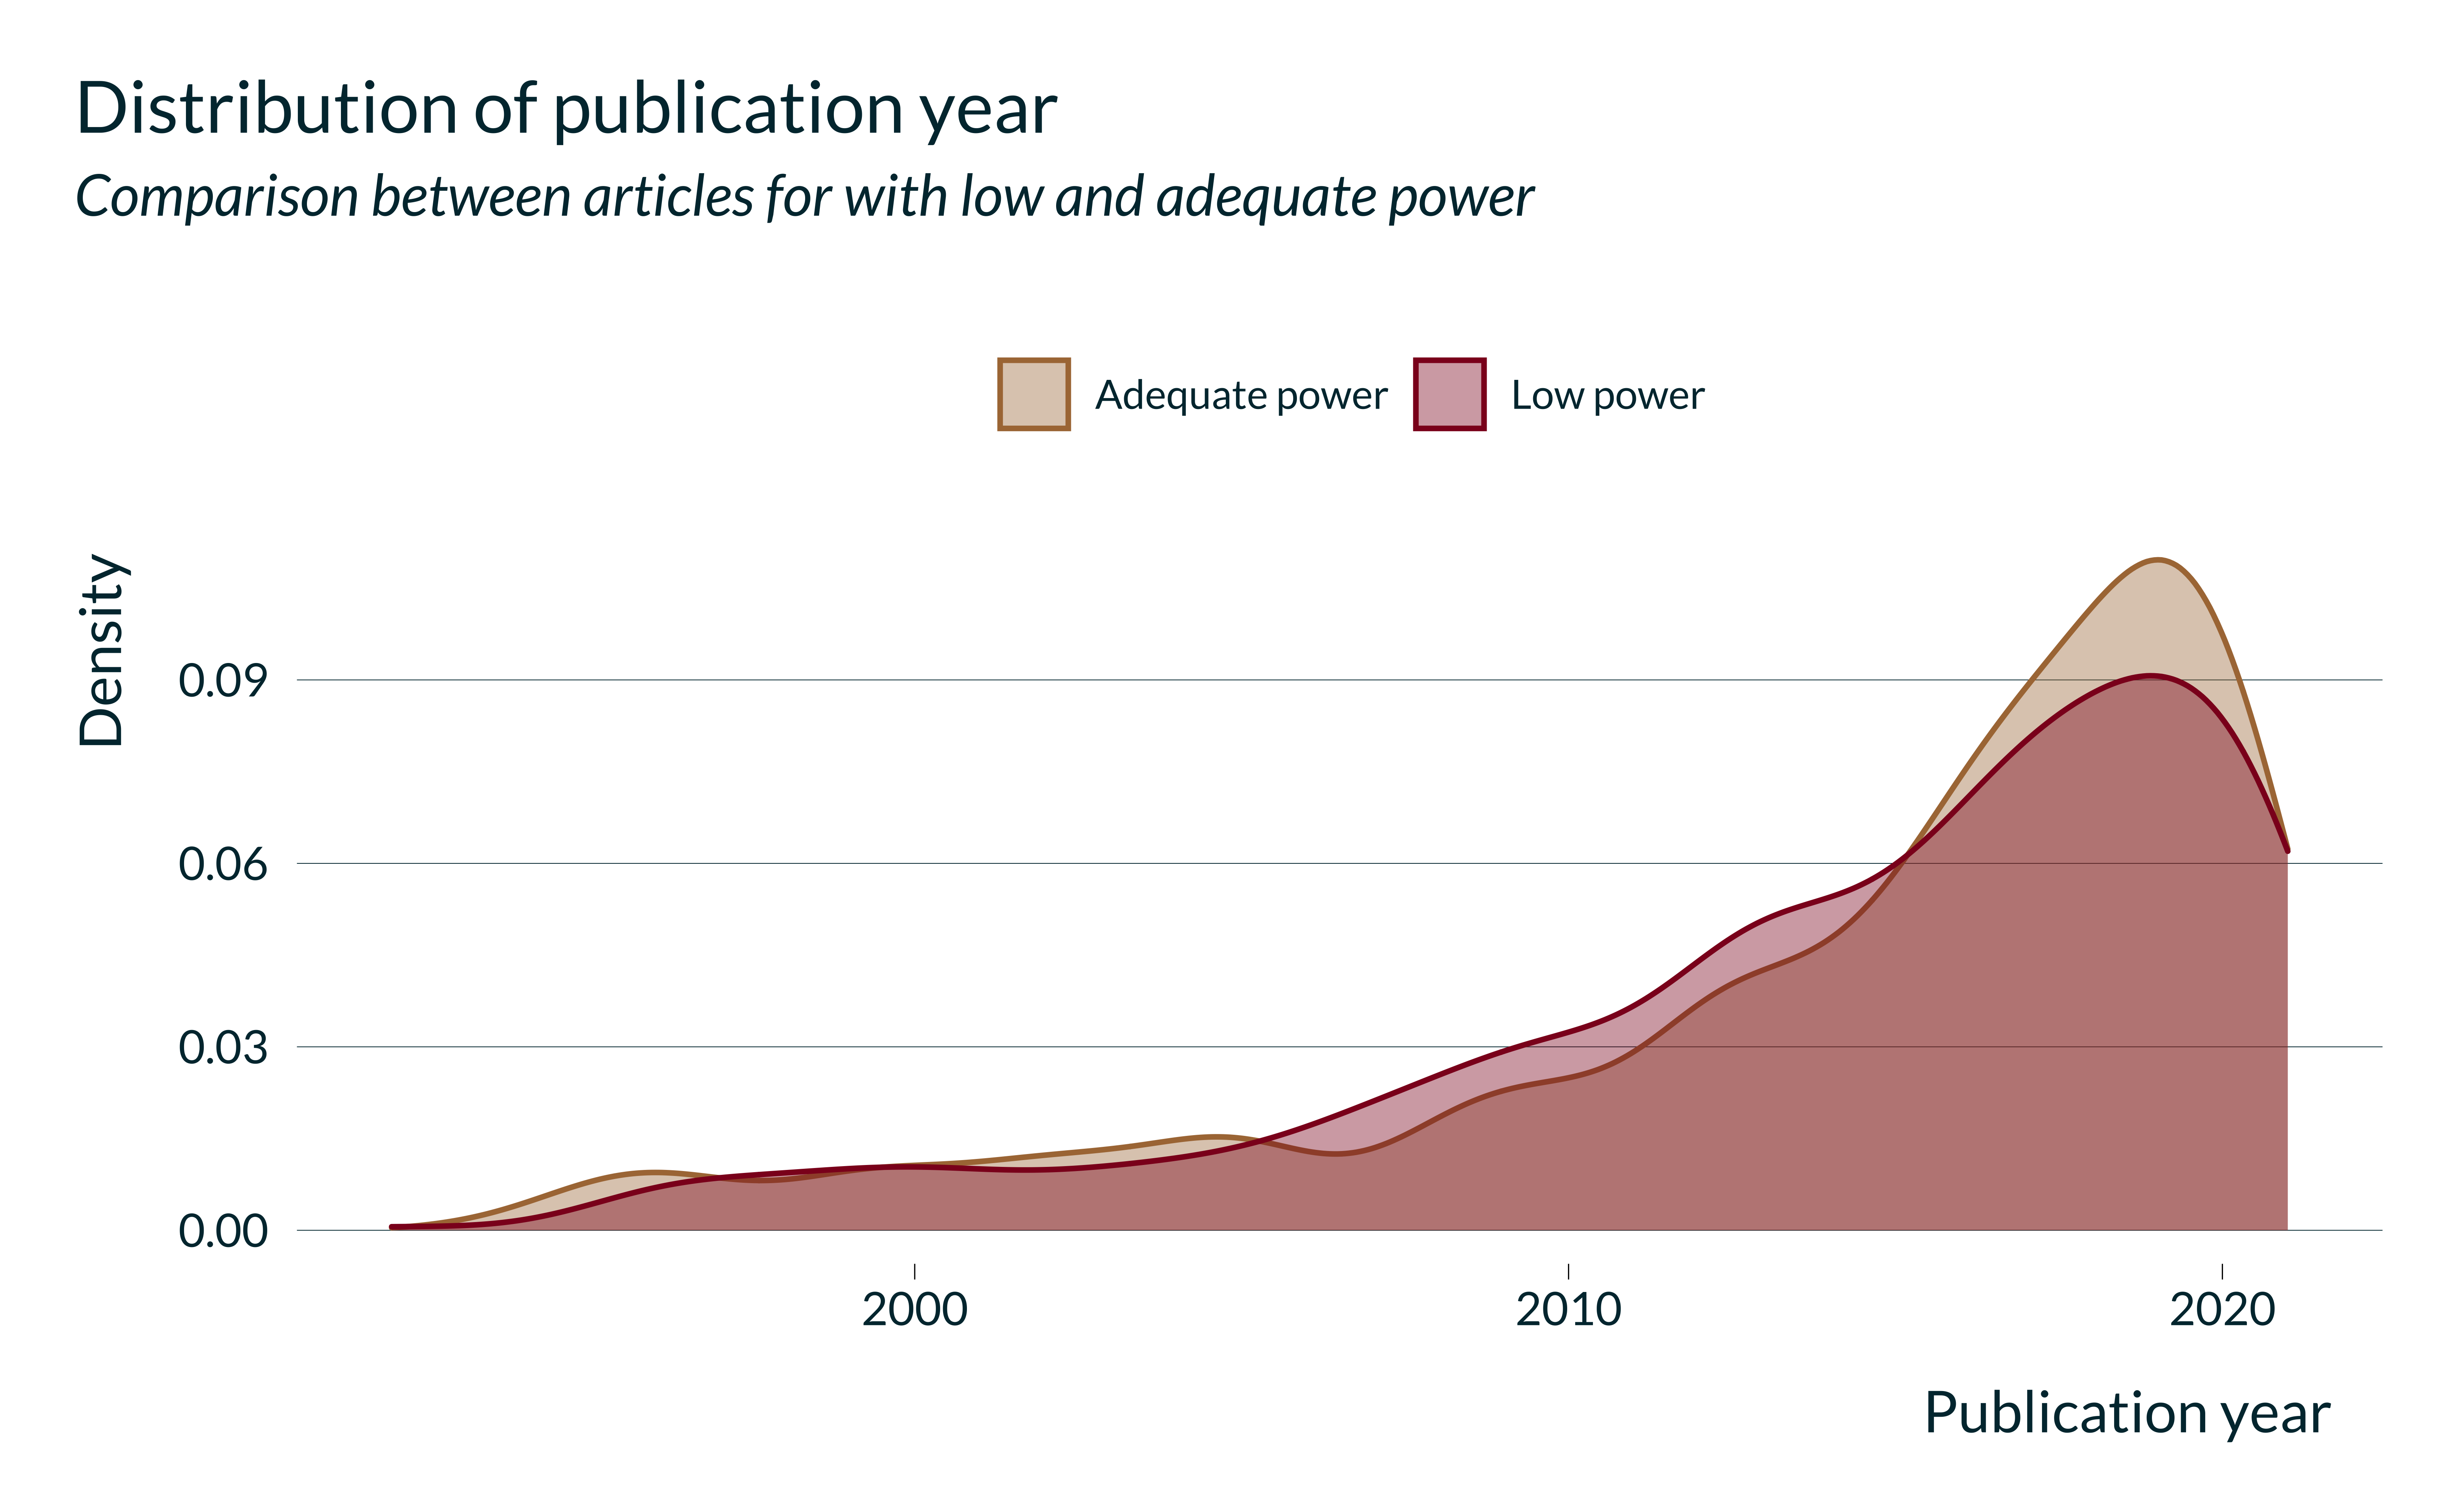 Distribution of publication year
Comparison between articles for with low and adequate power
Adequate power
Low power
Density
0.09
0.06
0.03
0.00
2000
2010
2020
Publication year